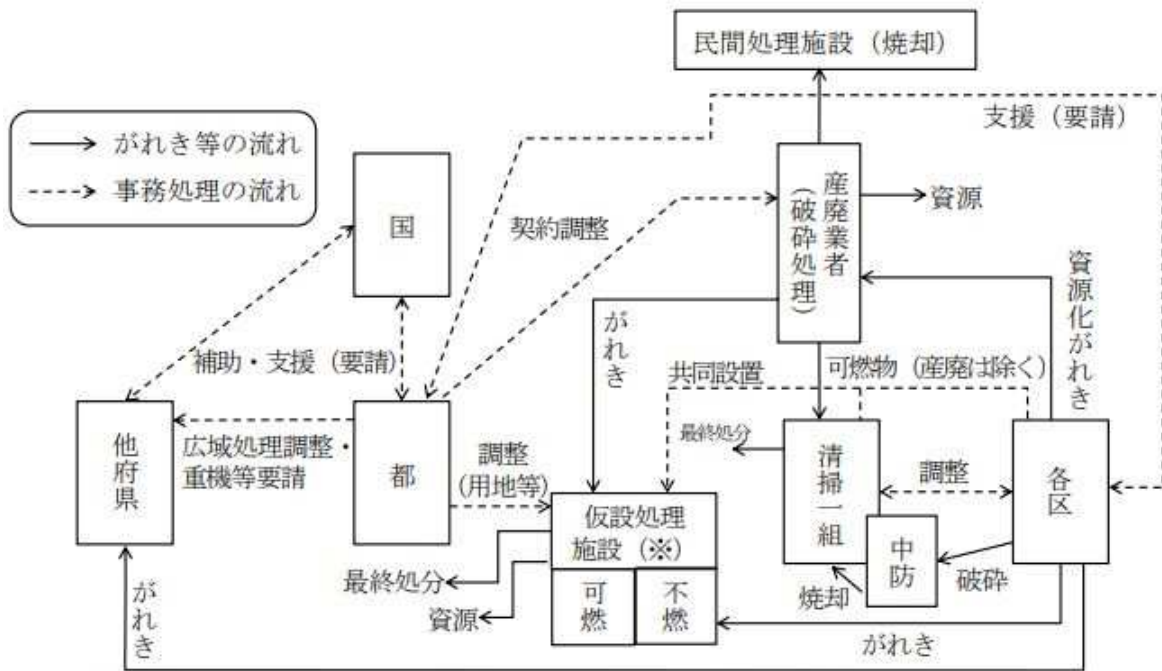 民間処理施設（焼却）
支援（要請）
がれき等の流れ
事務処理の流れ
国
契約調整
産廃業者
（破砕処理）
資源
資源化がれき
がれき
補助・支援（要請）
共同設置
可燃物（産廃は除く）
他府県
広域処理調整・
重機等要請
都
調整
（用地等）
最終処分
清掃一組
調整
各区
仮設処理
施設（※）
中防
最終処分
可燃
不燃
焼却
破砕
資源
がれき
がれき